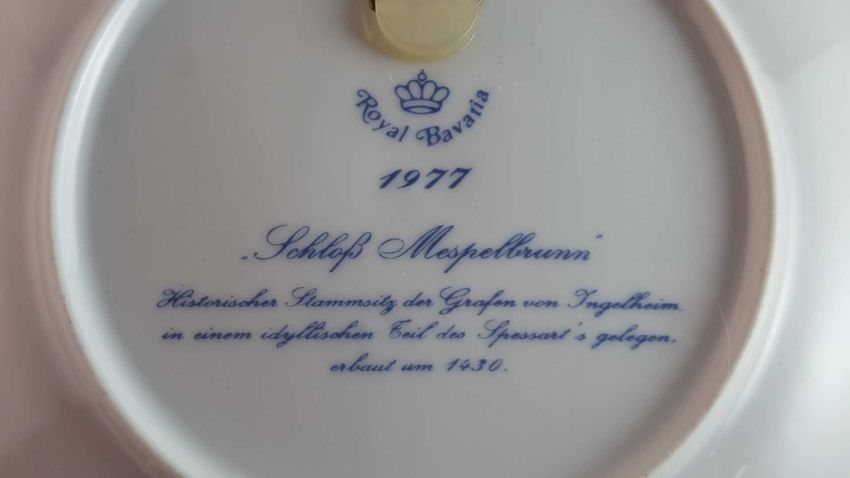 Royal Bavaria
1977
„Schloß Mespelbrunn"
Historischer Stammsitz der Grafen von Ingelheim.
in einem idyllischen Teil des Spessart's gelegen.
erbaut um 1430.